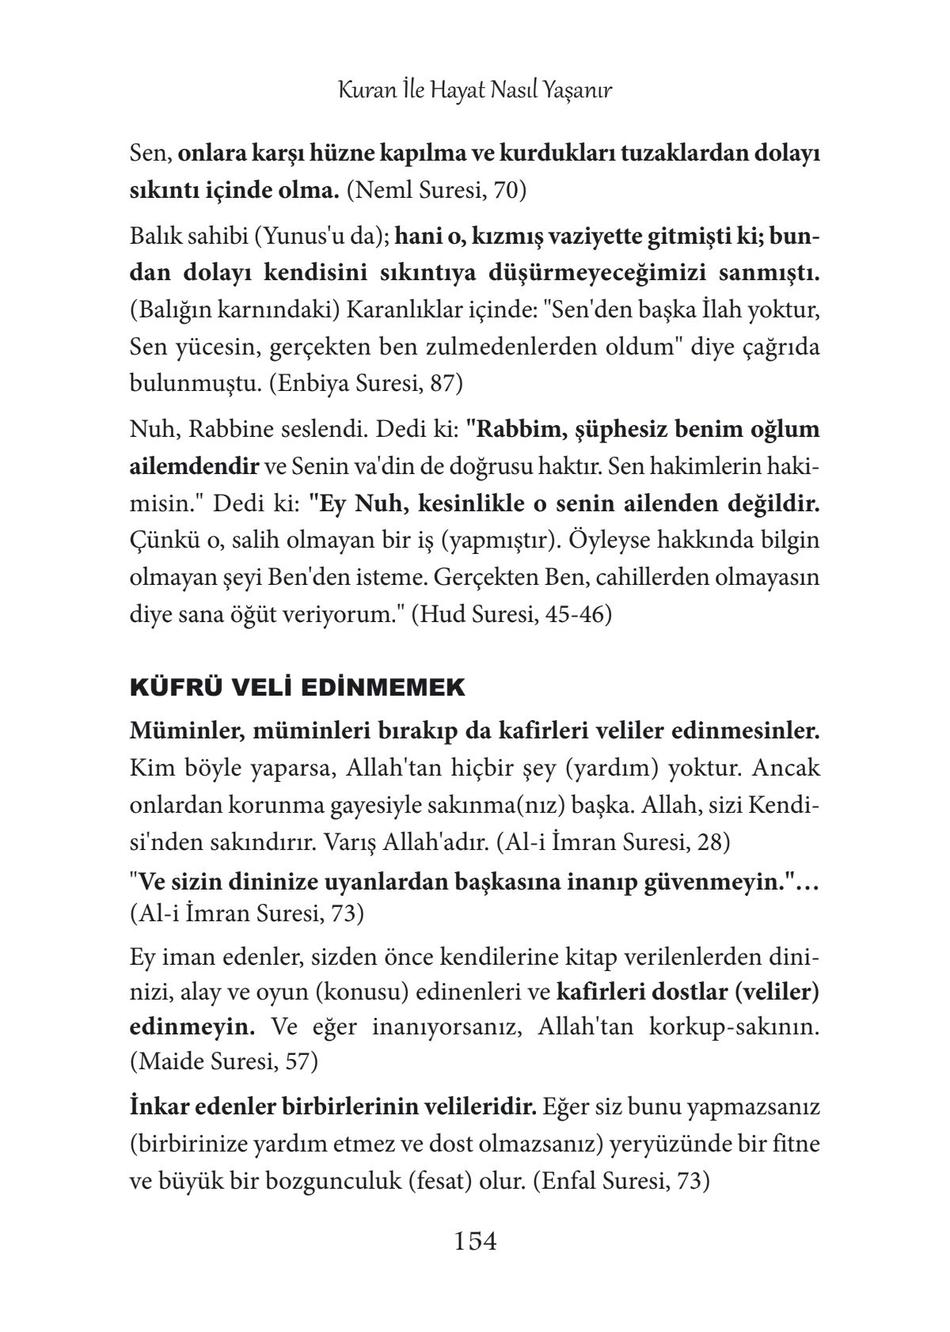 Kuran İle Hayat Nasıl Yaşanır
Sen, onlara karşı hüzne kapılma ve kurdukları tuzaklardan dolayı
sıkıntı içinde olma. (Neml Suresi, 70)
Balık sahibi (Yunus'u da); hani o, kızmış vaziyette gitmişti ki; bun-
dan dolayı kendisini sıkıntıya düşürmeyeceğimizi sanmıştı.
(Balığın karnındaki) Karanlıklar içinde: "Sen'den başka İlah yoktur,
Sen yücesin, gerçekten ben zulmedenlerden oldum" diye çağrıda
bulunmuştu. (Enbiya Suresi, 87)
Nuh, Rabbine seslendi. Dedi ki: "Rabbim, şüphesiz benim oğlum
ailemdendir ve Senin va'din de doğrusu haktır. Sen hakimlerin haki-
misin." Dedi ki: "Ey Nuh, kesinlikle o senin ailenden değildir.
Çünkü o, salih olmayan bir iş (yapmıştır). Öyleyse hakkında bilgin
olmayan şeyi Ben'den isteme. Gerçekten Ben, cahillerden olmayasın
diye sana öğüt veriyorum." (Hud Suresi, 45-46)
KÜFRÜ VELİ EDİNMEMEK
Müminler, müminleri bırakıp da kafirleri veliler edinmesinler.
Kim böyle yaparsa, Allah'tan hiçbir şey (yardım) yoktur. Ancak
onlardan korunma gayesiyle sakınma(nız) başka. Allah, sizi Kendi-
si'nden sakındırır. Varış Allah'adır. (Al-i İmran Suresi, 28)
"Ve sizin dininize uyanlardan başkasına inanıp güvenmeyin."…
(Al-i İmran Suresi, 73)
Ey iman edenler, sizden önce kendilerine kitap verilenlerden dini-
nizi, alay ve oyun (konusu) edinenleri ve kafirleri dostlar (veliler)
edinmeyin. Ve eğer inanıyorsanız, Allah'tan korkup-sakının.
(Maide Suresi, 57)
İnkar edenler birbirlerinin velileridir. Eğer siz bunu yapmazsanız
(birbirinize yardım etmez ve dost olmazsanız) yeryüzünde bir fitne
ve büyük bir bozgunculuk (fesat) olur. (Enfal Suresi, 73)
154